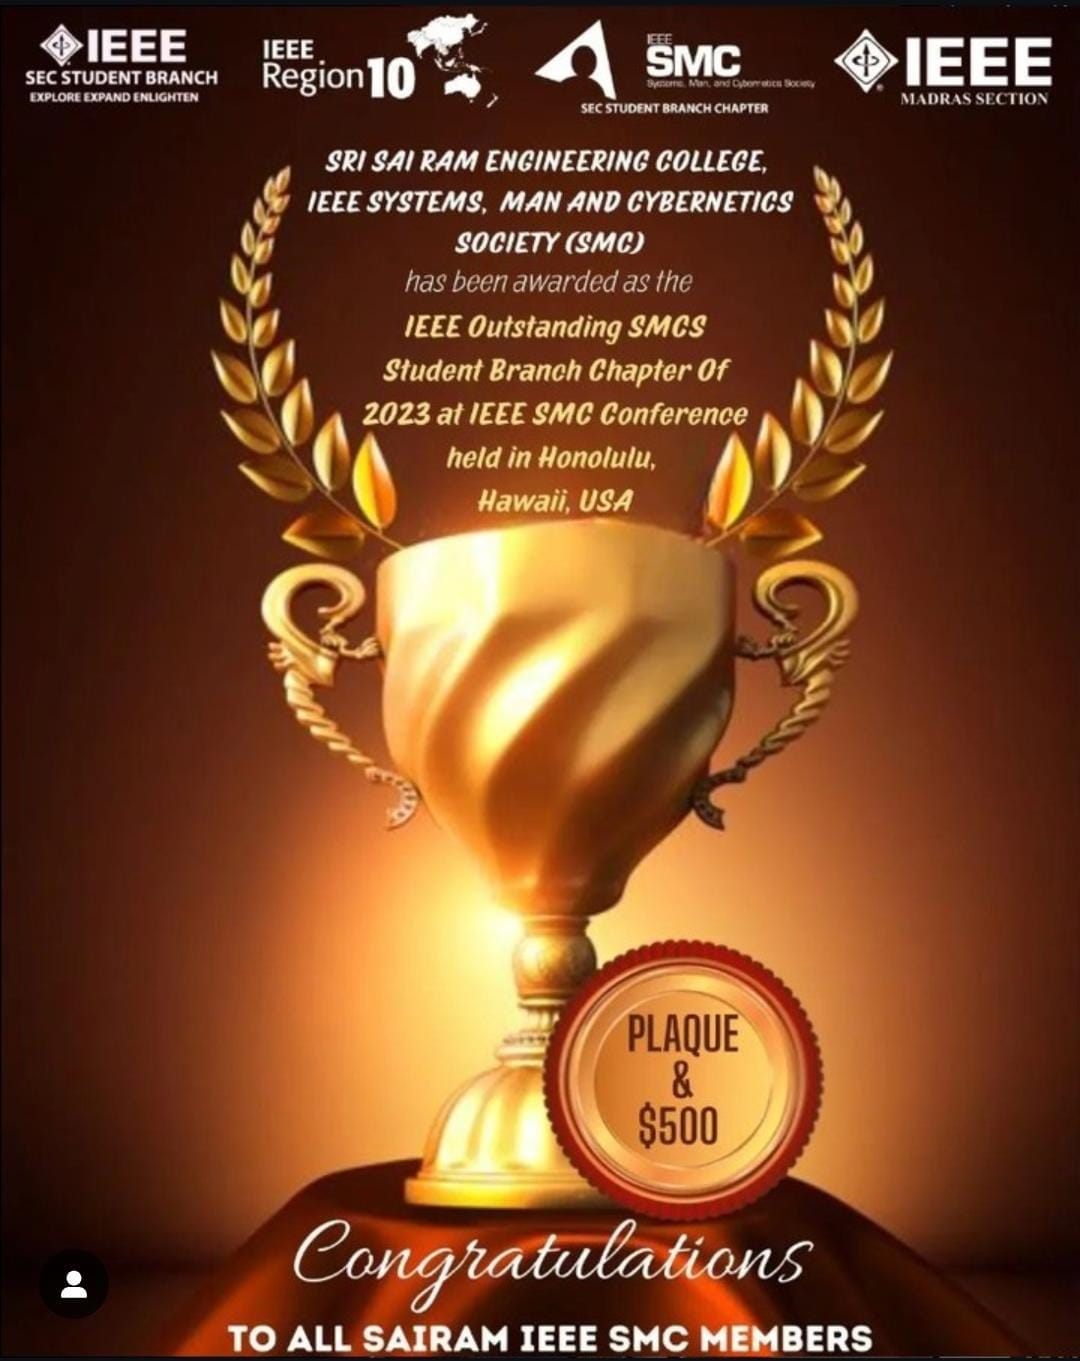 IEEE
SEC STUDENT BRANCH
EXPLORE EXPAND ENLIGHTEN
IEEE
Region 10
IEEE
SMC
Systems, Man, and Cybernetics Society
SEC STUDENT BRANCH CHAPTER
IEEE
MADRAS SECTION
SRI SAI RAM ENGINEERING COLLEGE,
IEEE SYSTEMS, MAN AND CYBERNETICS
SOCIETY (SMC)
has been awarded as the
IEEE Outstanding SMCS
Student Branch Chapter Of
2023 at IEEE SMC Conference
held in Honolulu,
Hawaii, USA
PLAQUE
&
$500
Congratulations
TO ALL SAIRAM IEEE SMC MEMBERS